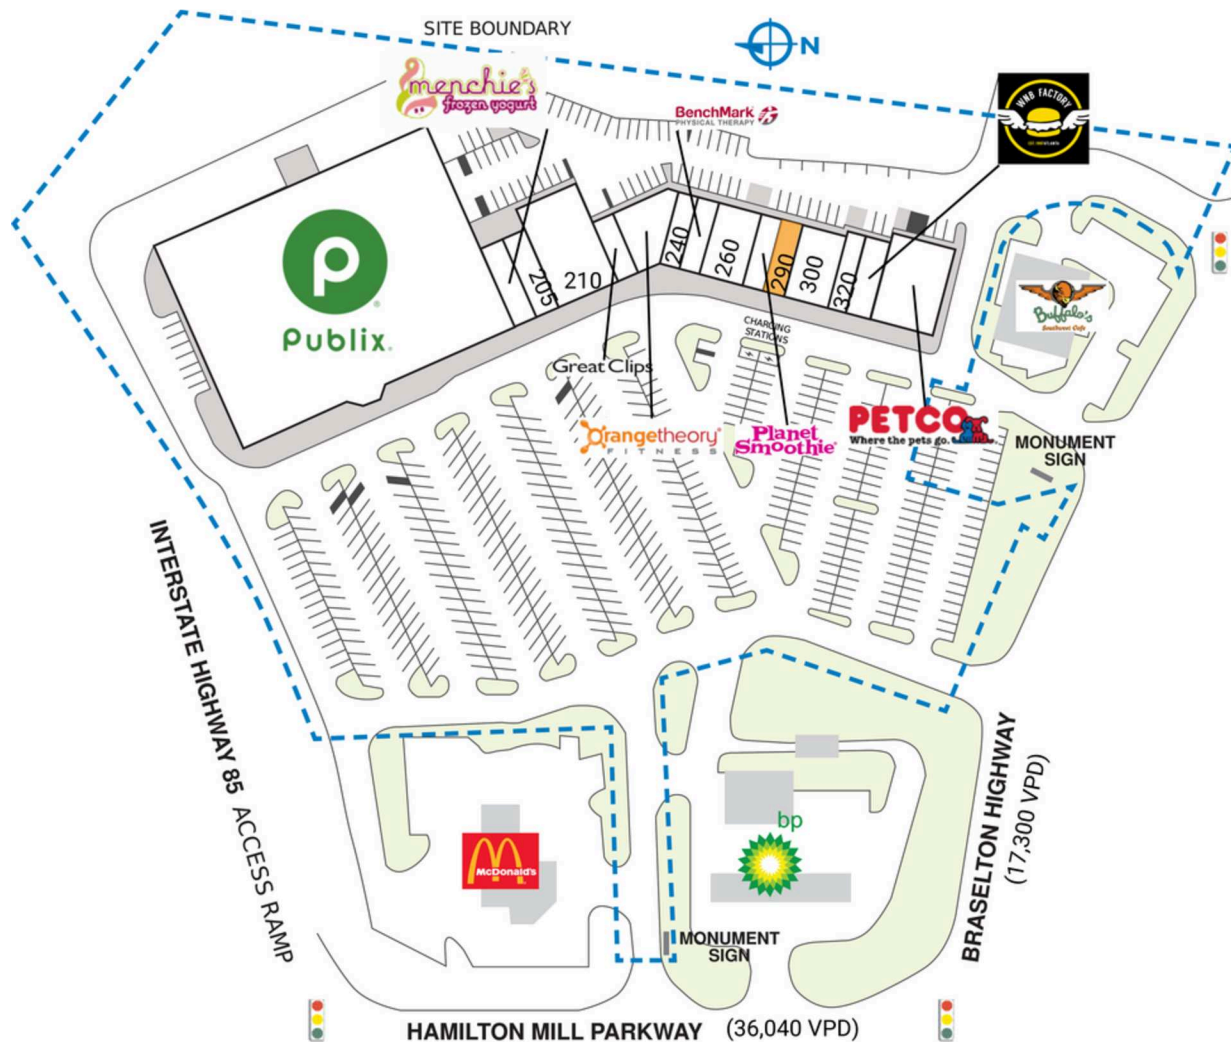 SITE BOUNDARY
N
menchie's
frozen yogurt
BenchMark
PHYSICAL THERAPY
WNB FACTORY
P
Publix
205
210
240
260
290
300
320
CHARGING
STATIONS
Buffalo's
Southwest Cafe
Great Clips
Orangetheory
FITNESS
Planet
Smoothie
PETCO
Where the pets go.
MONUMENT
SIGN
INTERSTATE HIGHWAY 85 ACCESS RAMP
McDonald's
bp
BRASELTON HIGHWAY
(17,300 VPD)
MONUMENT
SIGN
HAMILTON MILL PARKWAY (36,040 VPD)